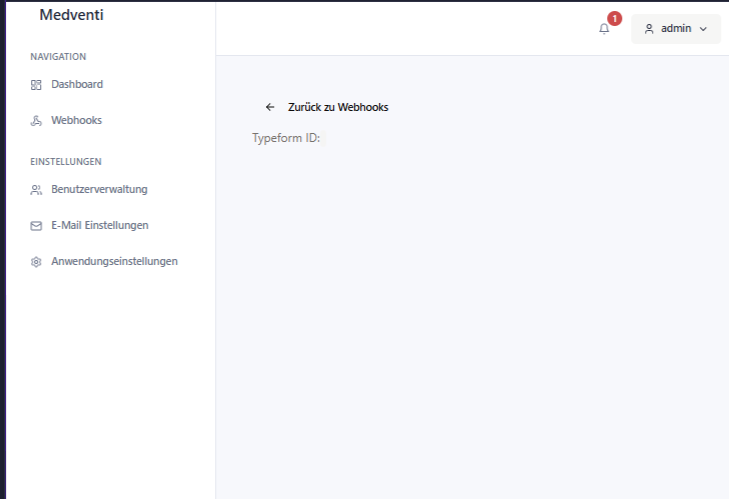 Medventi
NAVIGATION
Dashboard
Webhooks
EINSTELLUNGEN
Benutzerverwaltung
E-Mail Einstellungen
Anwendungseinstellungen
1
admin
Zurück zu Webhooks
Typeform ID: